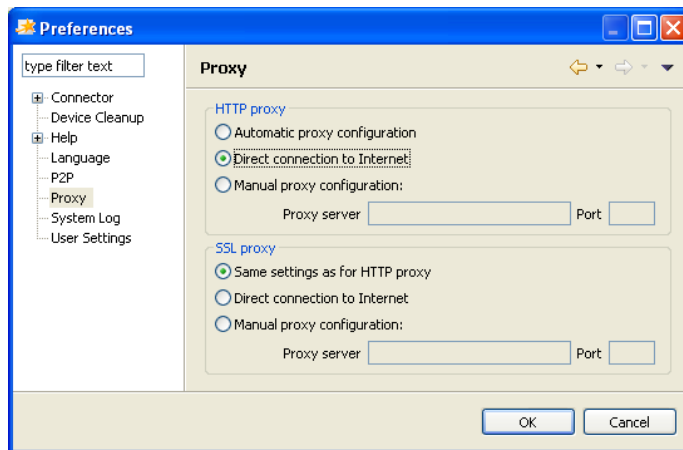 Preferences
type filter text
Connector
Device Cleanup
Help
Language
P2P
Proxy
System Log
User Settings
Proxy
HTTP proxy
Automatic proxy configuration
Direct connection to Internet
Manual proxy configuration:
Proxy server Port
SSL proxy
Same settings as for HTTP proxy
Direct connection to Internet
Manual proxy configuration:
Proxy server Port
OK Cancel